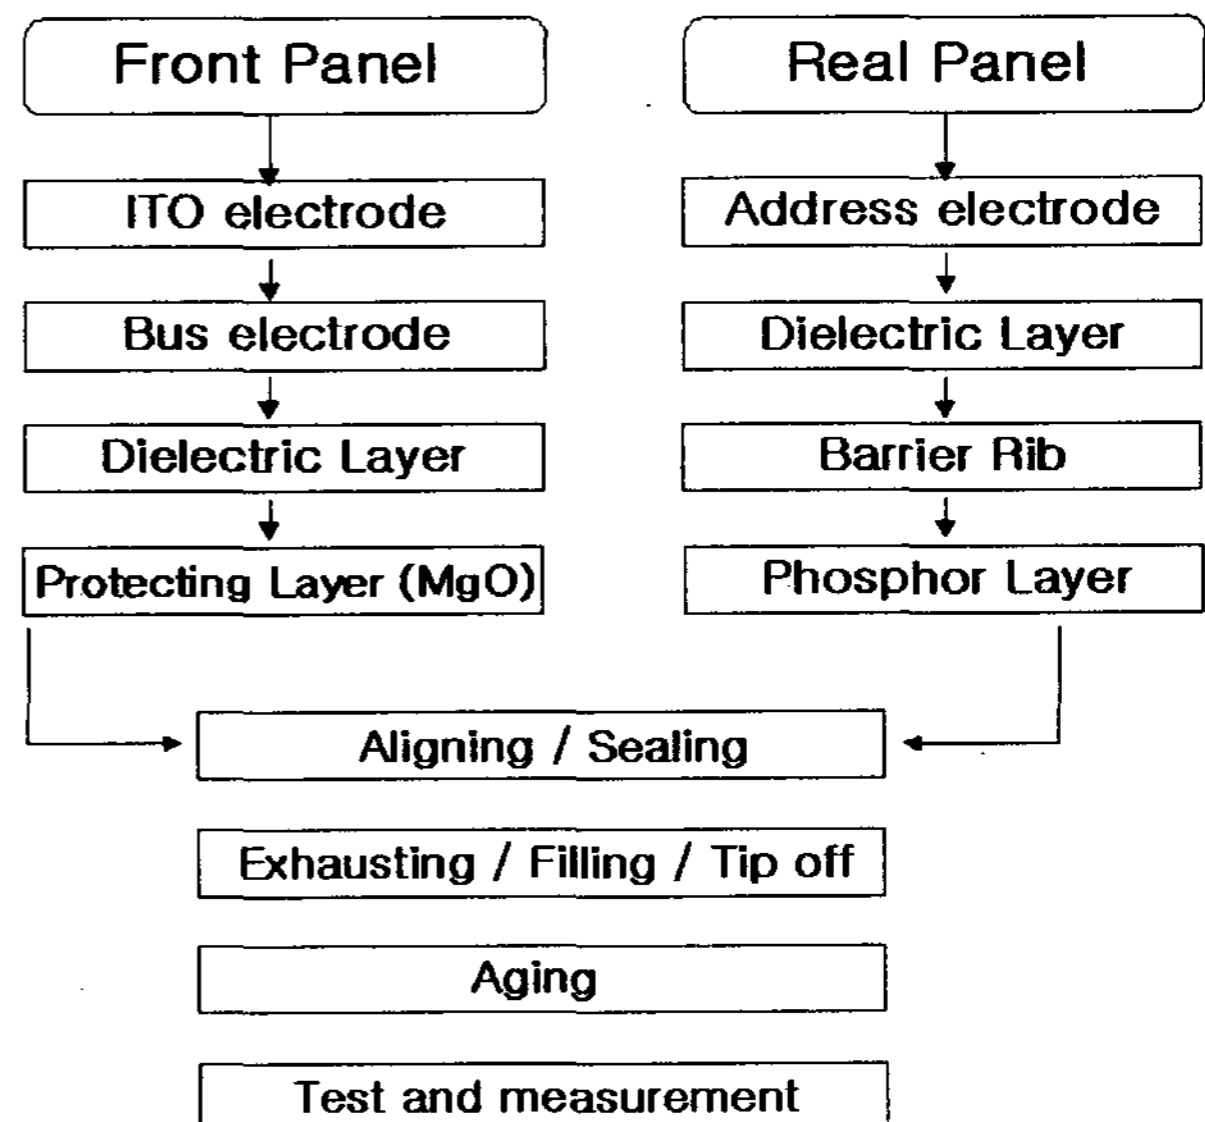 Front Panel
ITO electrode
Bus electrode
Dielectric Layer
Protecting Layer (MgO)
Real Panel
Address electrode
Dielectric Layer
Barrier Rib
Phosphor Layer
Aligning / Sealing
Exhausting / Filling / Tip off
Aging
Test and measurement